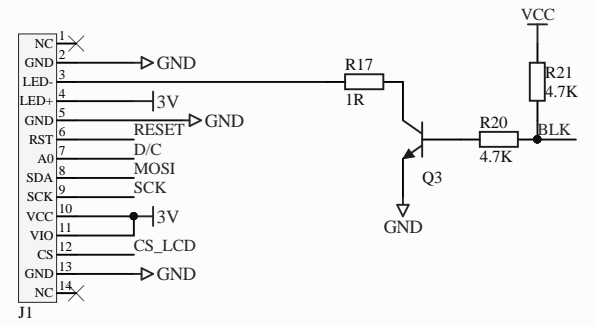 VCC
NC 1
GND 2 GND
LED- 3
R17
1R
R21
4.7K
LED+ 4 3V
GND 5 GND
RST 6 RESET
A0 7 D/C
SDA 8 MOSI
SCK 9 SCK
R20
4.7K
BLK
Q3
GND
VCC 10 3V
VIO 11
CS 12 CS_LCD
GND 13 GND
NC 14
J1